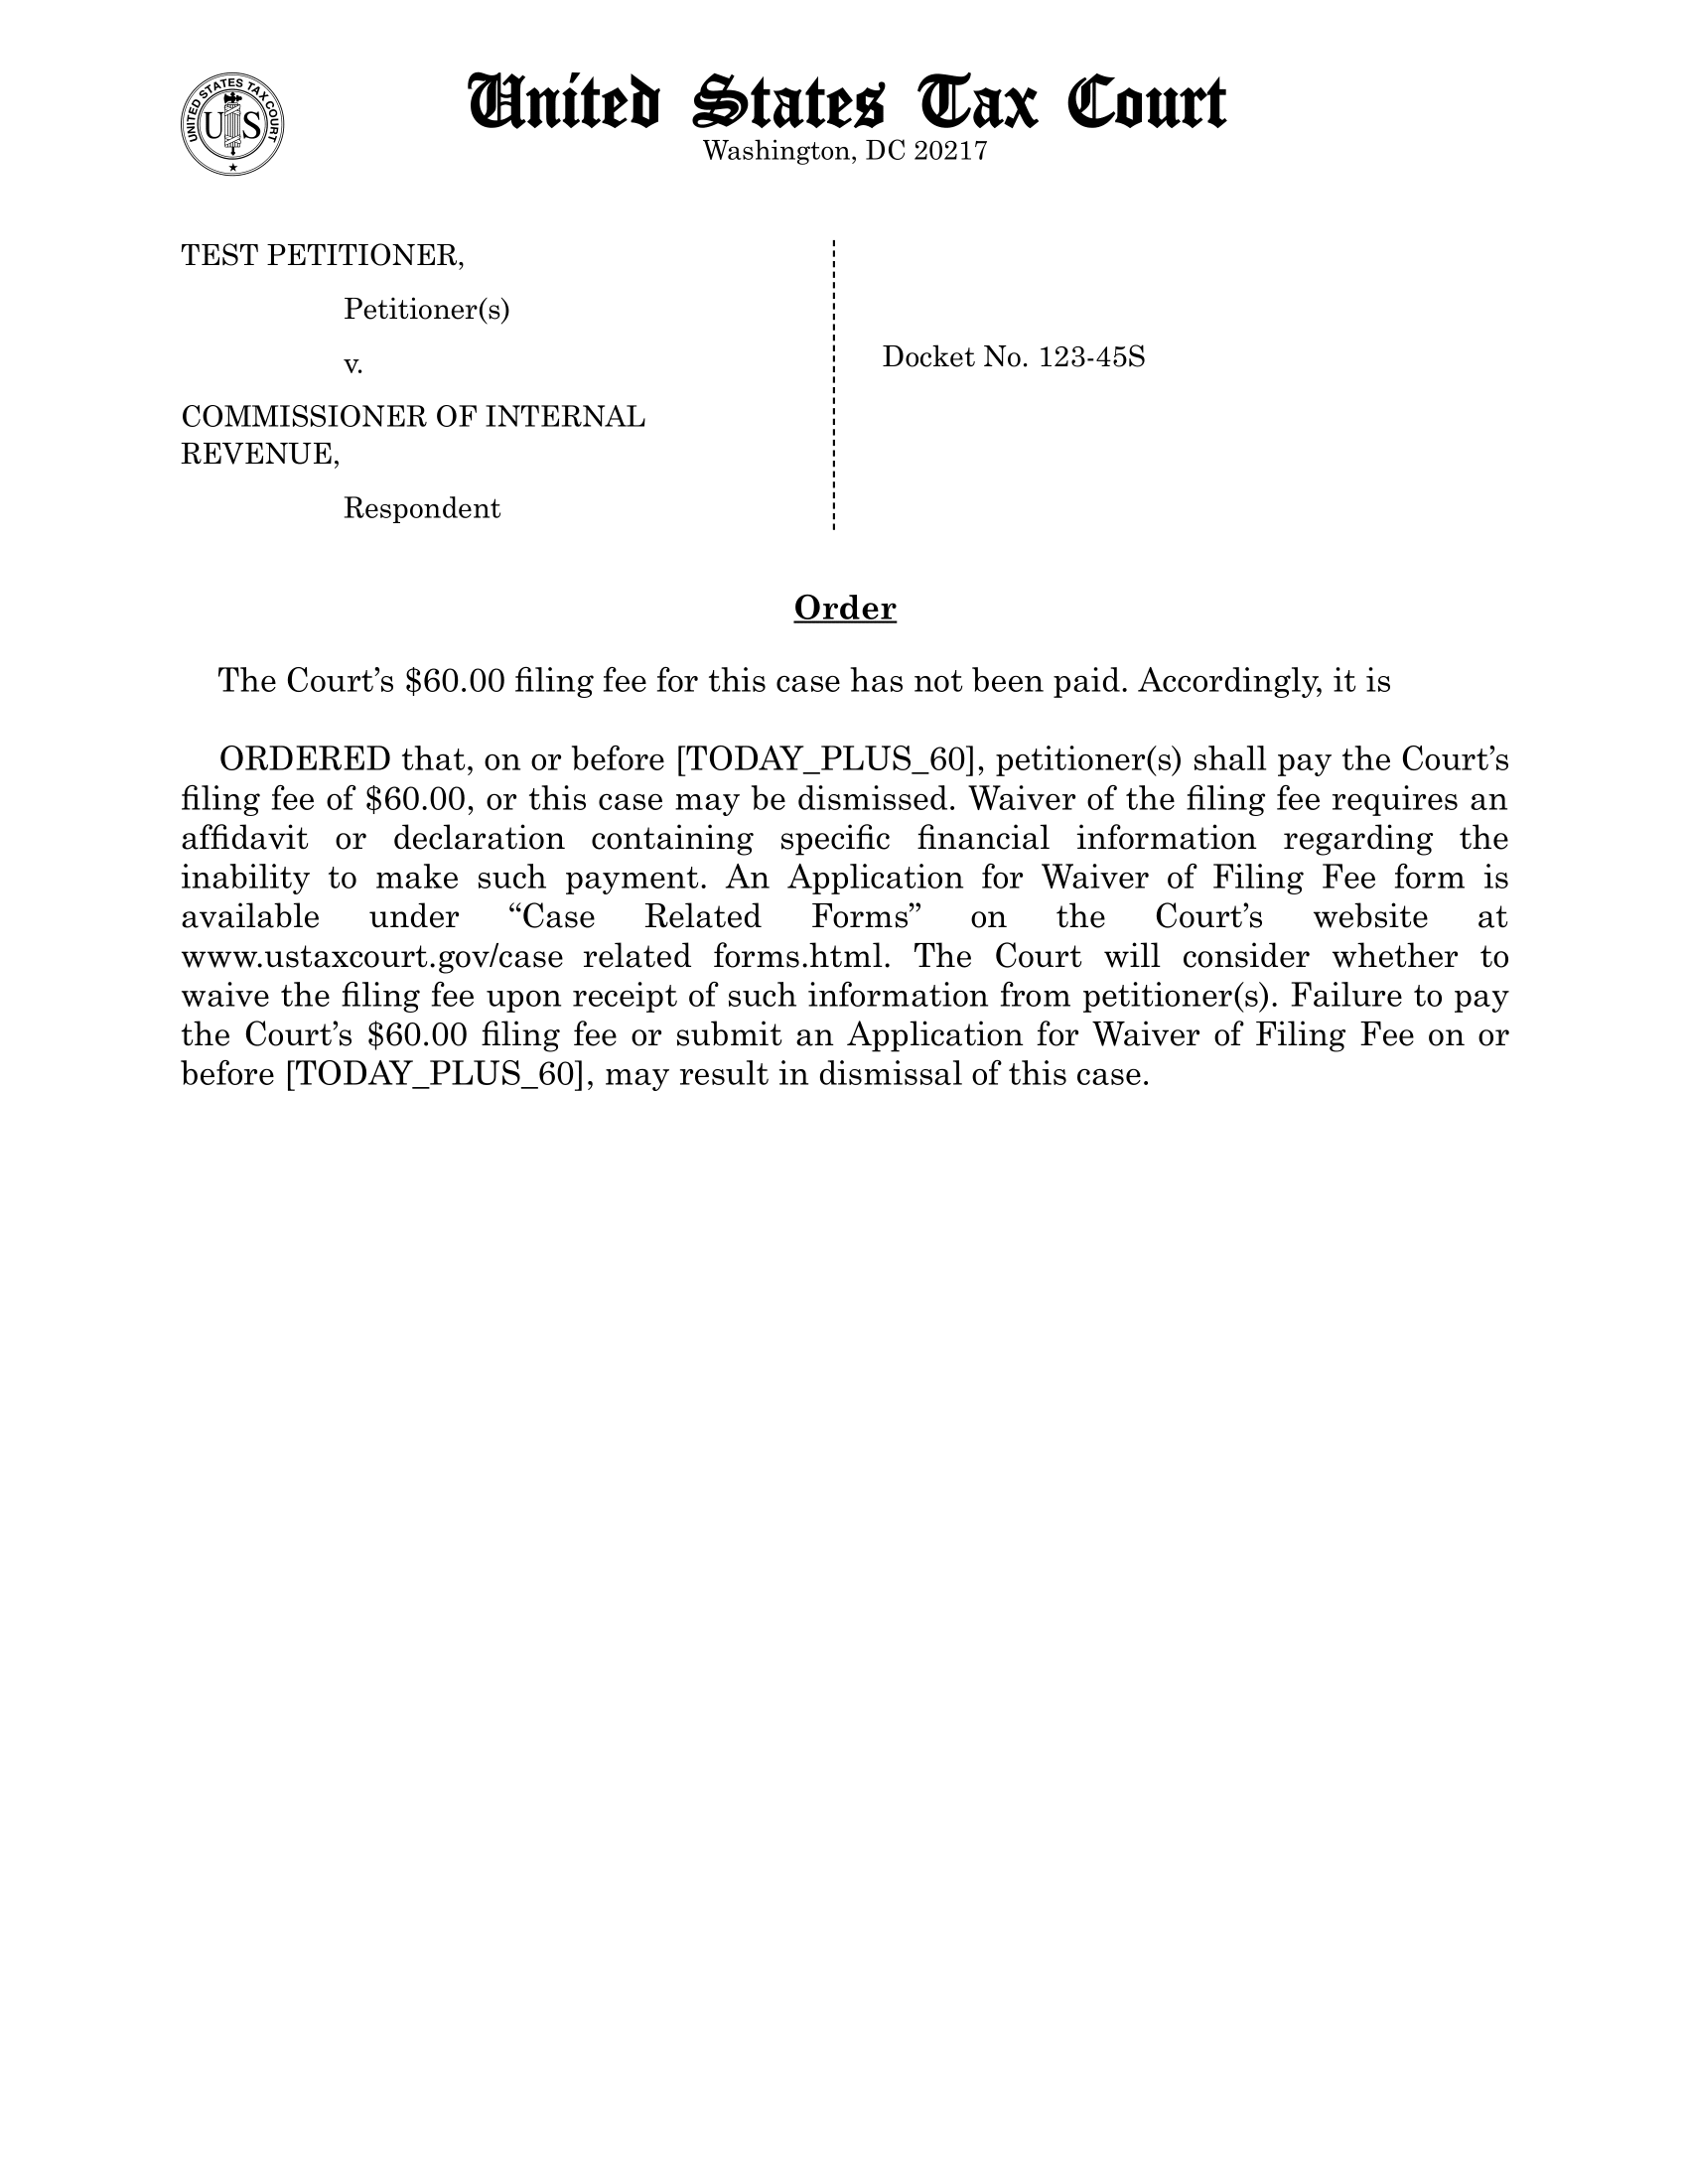 UNITED STATES TAX COURT
US
United States Tax Court
Washington, DC 20217
TEST PETITIONER,
Petitioner(s)
v.
COMMISSIONER OF INTERNAL
REVENUE,
Respondent
Docket No. 123-45S
Order
The Court’s $60.00 filing fee for this case has not been paid. Accordingly, it is
ORDERED that, on or before [TODAY_PLUS_60], petitioner(s) shall pay the Court’s
filing fee of $60.00, or this case may be dismissed. Waiver of the filing fee requires an
affidavit or declaration containing specific financial information regarding the
inability to make such payment. An Application for Waiver of Filing Fee form is
available under “Case Related Forms” on the Court’s website at
www.ustaxcourt.gov/case related forms.html. The Court will consider whether to
waive the filing fee upon receipt of such information from petitioner(s). Failure to pay
the Court’s $60.00 filing fee or submit an Application for Waiver of Filing Fee on or
before [TODAY_PLUS_60], may result in dismissal of this case.